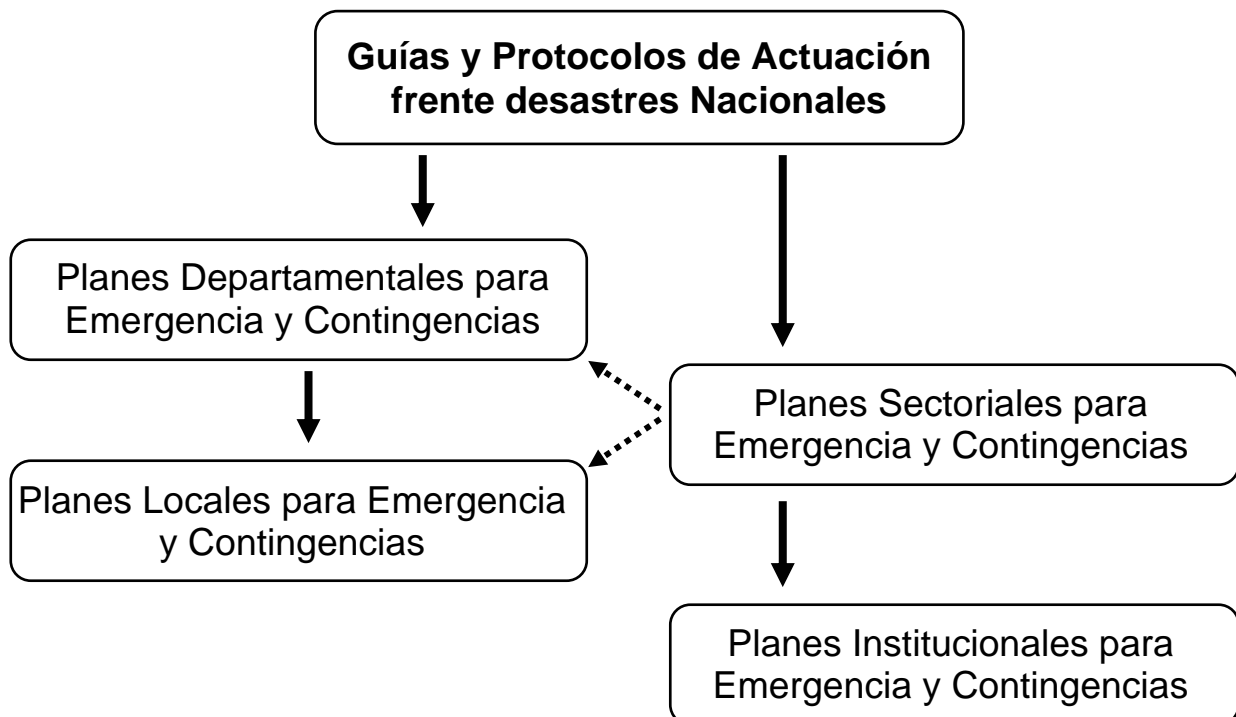 Guías y Protocolos de Actuación
frente desastres Nacionales
Planes Departamentales para
Emergencia y Contingencias
Planes Sectoriales para
Emergencia y Contingencias
Planes Locales para Emergencia
y Contingencias
Planes Institucionales para
Emergencia y Contingencias